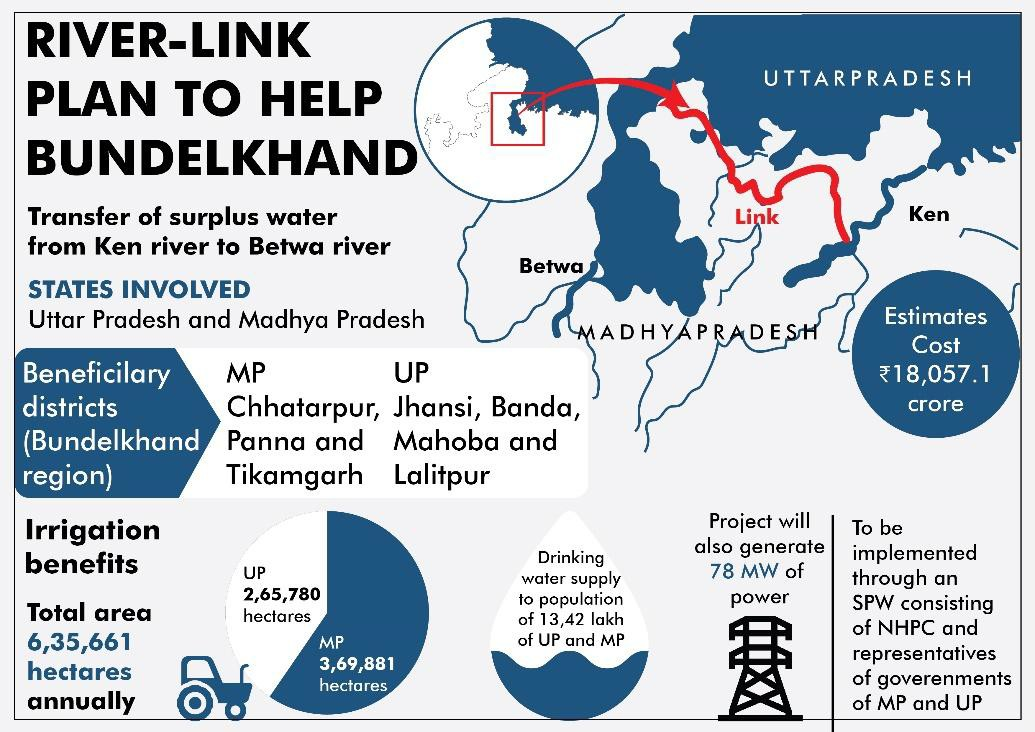 RIVER-LINK
PLAN TO HELP
BUNDELKHAND
Transfer of surplus water
from Ken river to Betwa river
STATES INVOLVED
Uttar Pradesh and Madhya Pradesh
UTTARPRADESH
Link
Ken
Betwa
MADHYAPRADESH
Estimates
Cost
₹18,057.1
crore
Beneficilary
districts
(Bundelkhand
region)
MP
Chhatarpur,
Panna and
Tikamgarh
UP
Jhansi, Banda,
Mahoba and
Lalitpur
Irrigation
benefits
Total area
6,35,661
hectares
annually
UP
2,65,780
hectares
MP
3,69,881
hectares
Drinking
water supply
to population
of 13,42 lakh
of UP and MP
Project will
also generate
78 MW of
power
To be
implemented
through an
SPW consisting
of NHPC and
representatives
of goverenments
of MP and UP